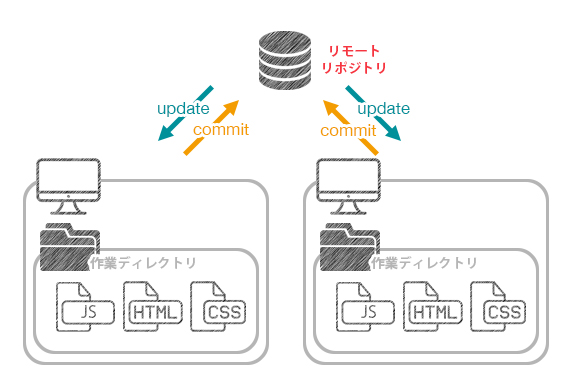 リモート
リポジトリ
update
commit
update
commit
作業ディレクトリ
JS
HTML
CSS
作業ディレクトリ
JS
HTML
CSS